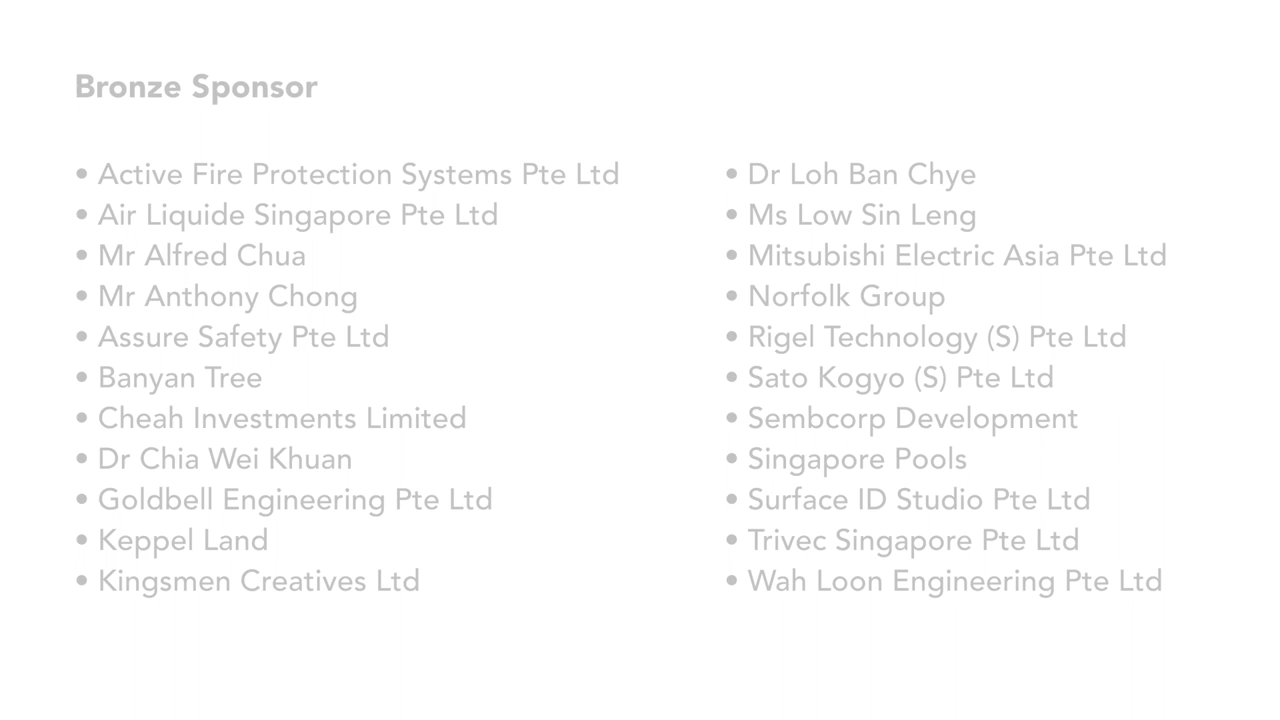 Bronze Sponsor
• Active Fire Protection Systems Pte Ltd
• Air Liquide Singapore Pte Ltd
• Mr Alfred Chua
• Mr Anthony Chong
• Assure Safety Pte Ltd
• Banyan Tree
• Cheah Investments Limited
• Dr Chia Wei Khuan
• Goldbell Engineering Pte Ltd
• Keppel Land
• Kingsmen Creatives Ltd
• Dr Loh Ban Chye
• Ms Low Sin Leng
• Mitsubishi Electric Asia Pte Ltd
• Norfolk Group
• Rigel Technology (S) Pte Ltd
• Sato Kogyo (S) Pte Ltd
• Sembcorp Development
• Singapore Pools
• Surface ID Studio Pte Ltd
• Trivec Singapore Pte Ltd
• Wah Loon Engineering Pte Ltd